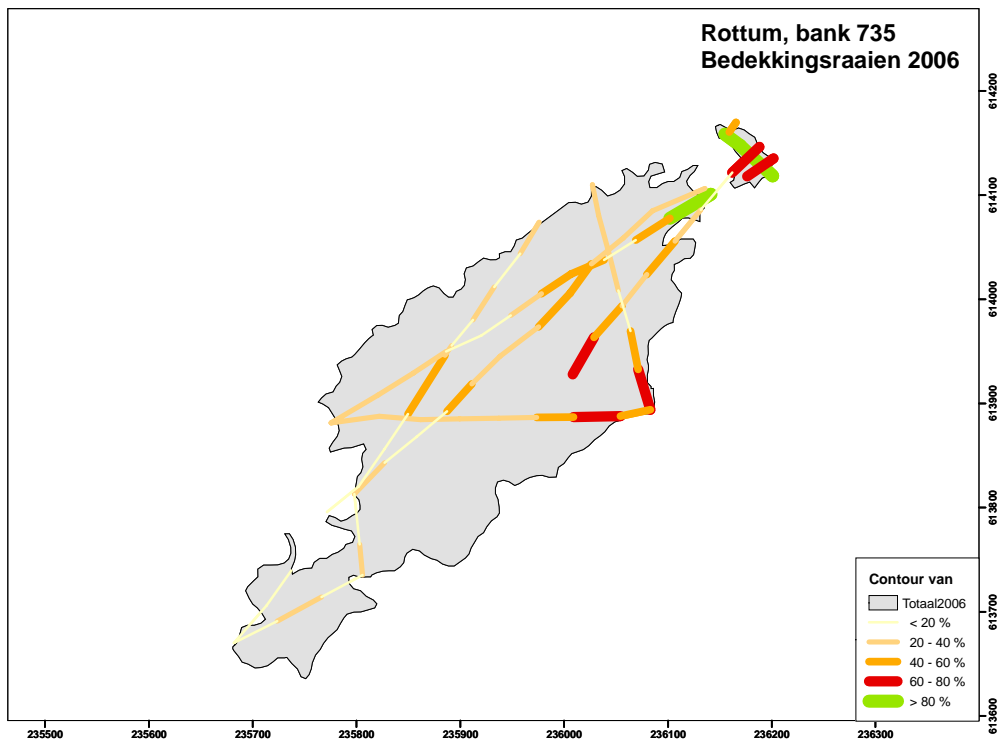 Rottum, bank 735
Bedekkingsraaien 2006
614200
614100
614000
613900
613800
613700
613600
Contour van
Totaal2006
< 20 %
20 - 40 %
40 - 60 %
60 - 80 %
> 80 %
235500
235600
235700
235800
235900
236000
236100
236200
236300